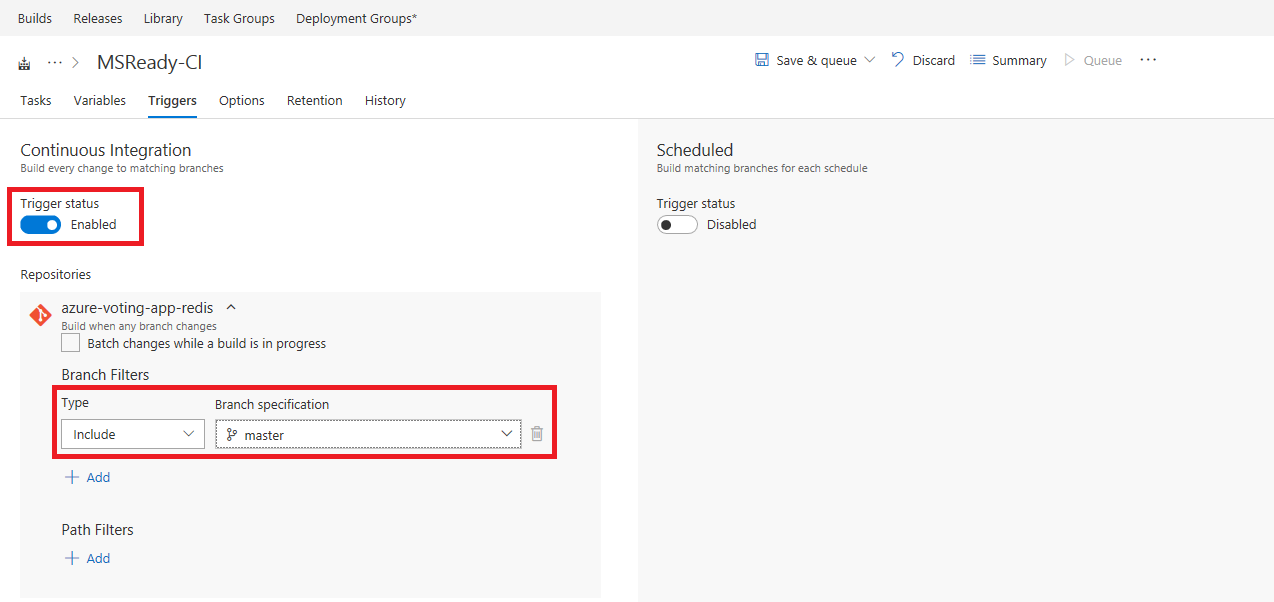 Builds Releases Library Task Groups Deployment Groups*
··· > MSReady-CI Save & queue Discard Summary Queue ···
Tasks Variables Triggers Options Retention History
Continuous Integration
Build every change to matching branches
Trigger status
Enabled
Repositories
azure-voting-app-redis
Build when any branch changes
Batch changes while a build is in progress
Branch Filters
Type Branch specification
Include master
+ Add
Path Filters
+ Add
Scheduled
Build matching branches for each schedule
Trigger status
Disabled